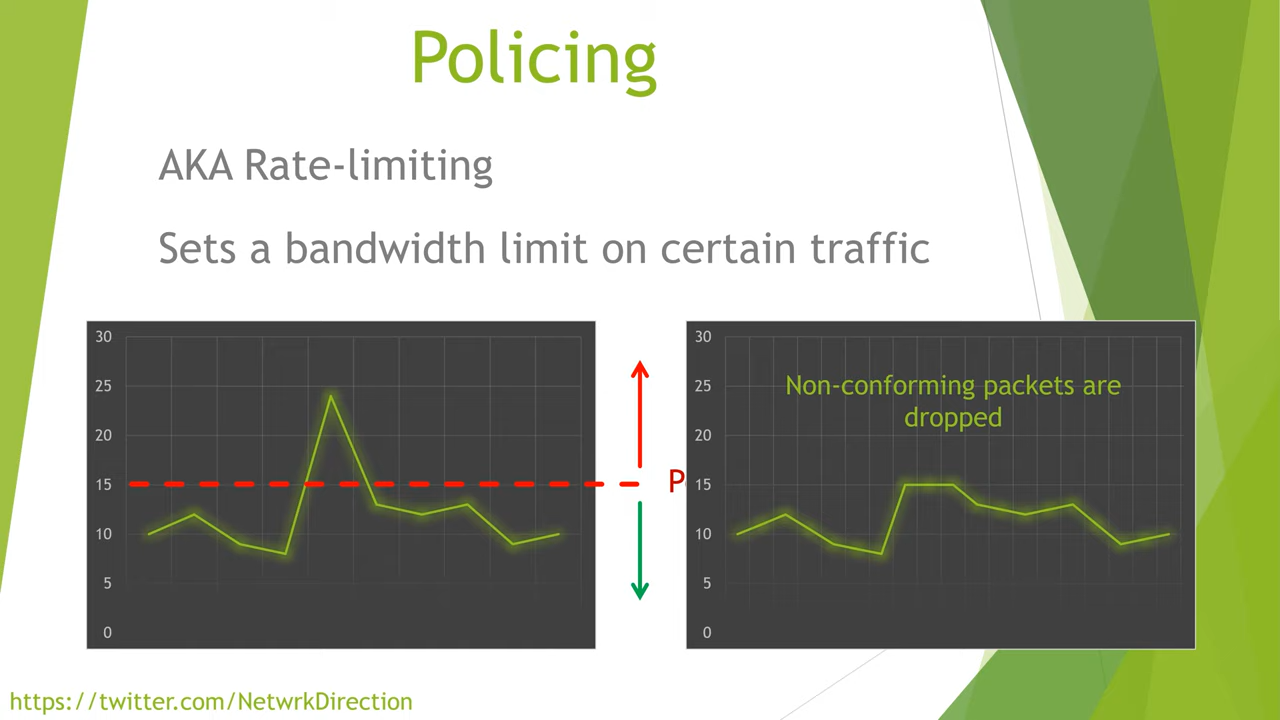 Policing
AKA Rate-limiting
Sets a bandwidth limit on certain traffic
30
25
20
15
10
5
0
P
30
25
20
15
10
5
0
Non-conforming packets are
dropped
https://twitter.com/NetwrkDirection